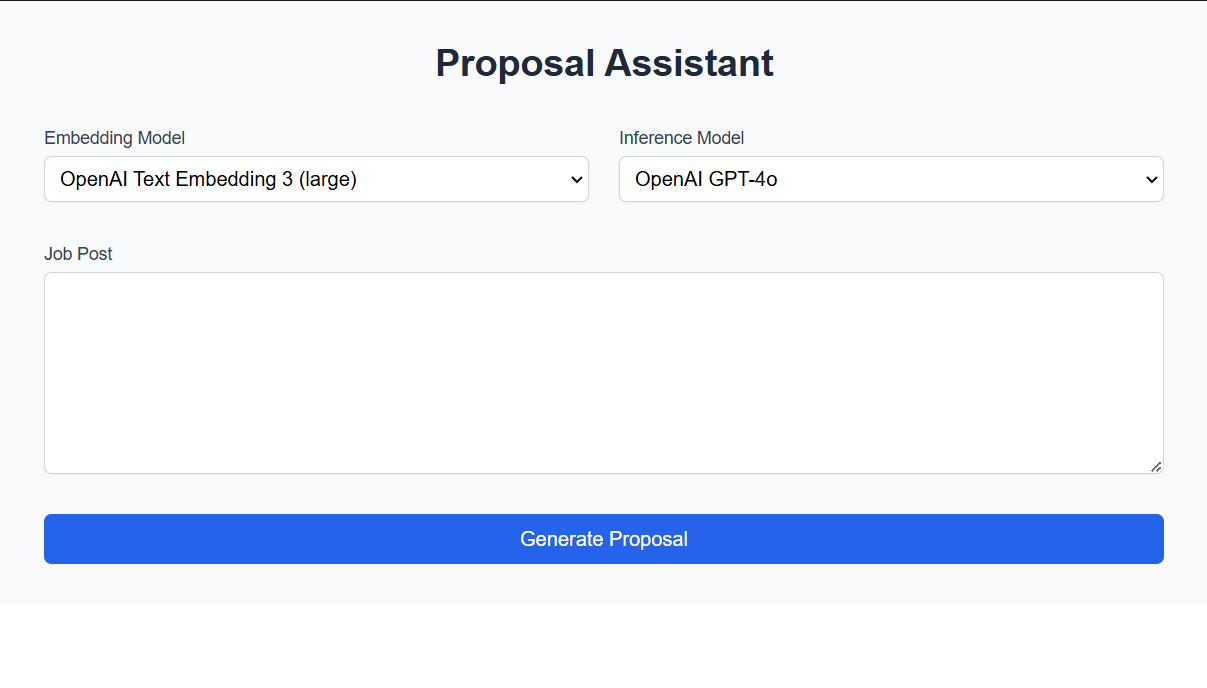 Proposal Assistant
Embedding Model
Inference Model
OpenAI Text Embedding 3 (large)
OpenAI GPT-4o
Job Post
Generate Proposal